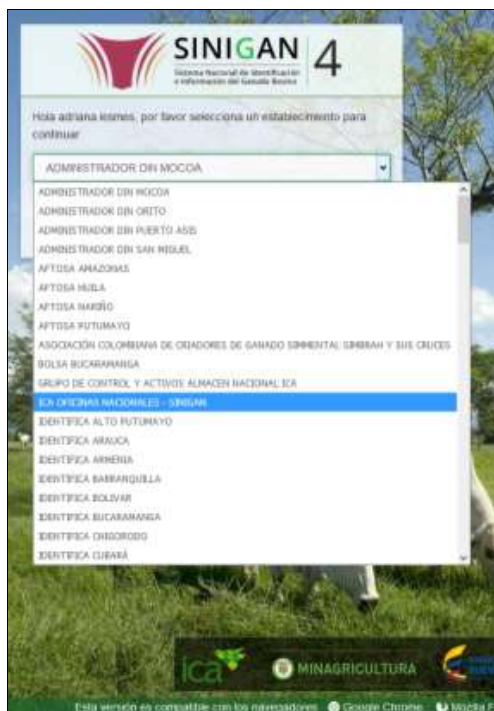 SINIGAN 4
Sistema Nacional de Identificación
e Información del Ganado Bovino
Hola adriana lesmes, por favor selecciona un establecimiento para
continuar
ADMINISTRADOR DIN MOCOA
ADMINISTRADOR DIN MOCOA
ADMINISTRADOR DIN ORITO
ADMINISTRADOR DIN PUERTO ASIS
ADMINISTRADOR DIN SAN MIGUEL
AFTOSA AMAZONAS
AFTOSA HUILA
AFTOSA NARIÑO
AFTOSA PUTUMAYO
ASOCIACIÓN COLOMBIANA DE CRIADORES DE GANADO SIMMENTAL SIMBRAH Y SUS CRUCES
BOLSA BUCARAMANGA
GRUPO DE CONTROL Y ACTIVOS ALMACEN NACIONAL ICA
ICA OFICINAS NACIONALES - SINIGAN
IDENTIFICA ALTO PUTUMAYO
IDENTIFICA ARAUCA
IDENTIFICA ARMENIA
IDENTIFICA BARRANQUILLA
IDENTIFICA BOLIVAR
IDENTIFICA BUCARAMANGA
IDENTIFICA CHIGORODO
IDENTIFICA CUBARÁ
ica MINAGRICULTURA
Esta versión es compatible con los navegadores Google Chrome Mozilla F